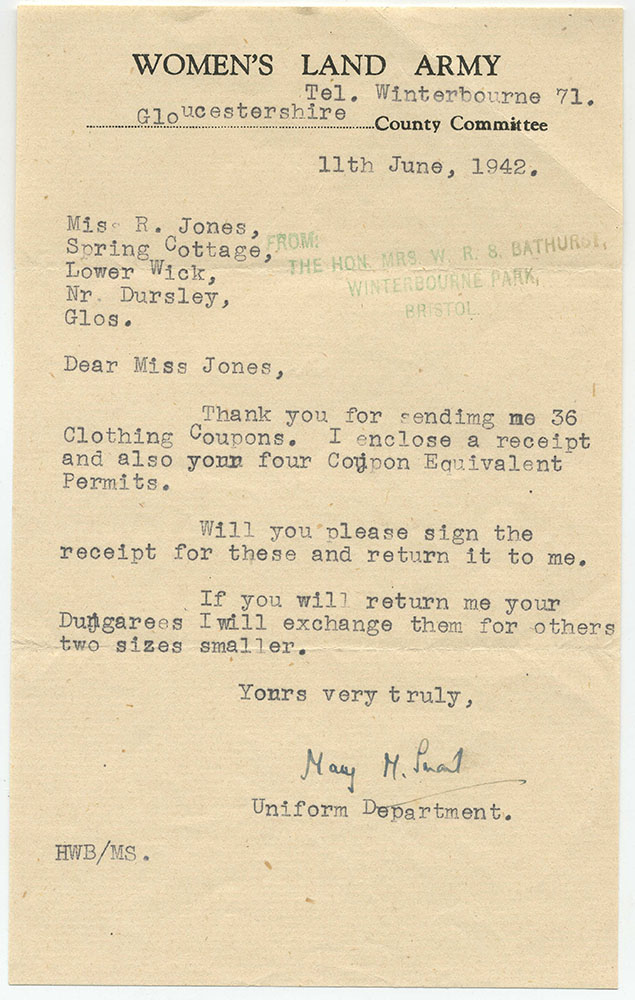 WOMEN'S LAND ARMY
Tel. Winterbourne 71.
Gloucestershire County Committee
11th June, 1942.
Miss R. Jones,
Spring Cottage,
Lower Wick,
Nr. Dursley,
Glos.
FROM:
THE HON. MRS. W. R. S. BATHURST,
WINTERBOURNE PARK,
BRISTOL.
Dear Miss Jones,
Thank you for sendimg me 36
Clothing Coupons. I enclose a receipt
and also your four Coupon Equivalent
Permits.
Will you please sign the
receipt for these and return it to me.
If you will return me your
Dungarees I will exchange them for others
two sizes smaller.
Yours very truly,
Mary M.
Uniform Department.
HWB/MS.